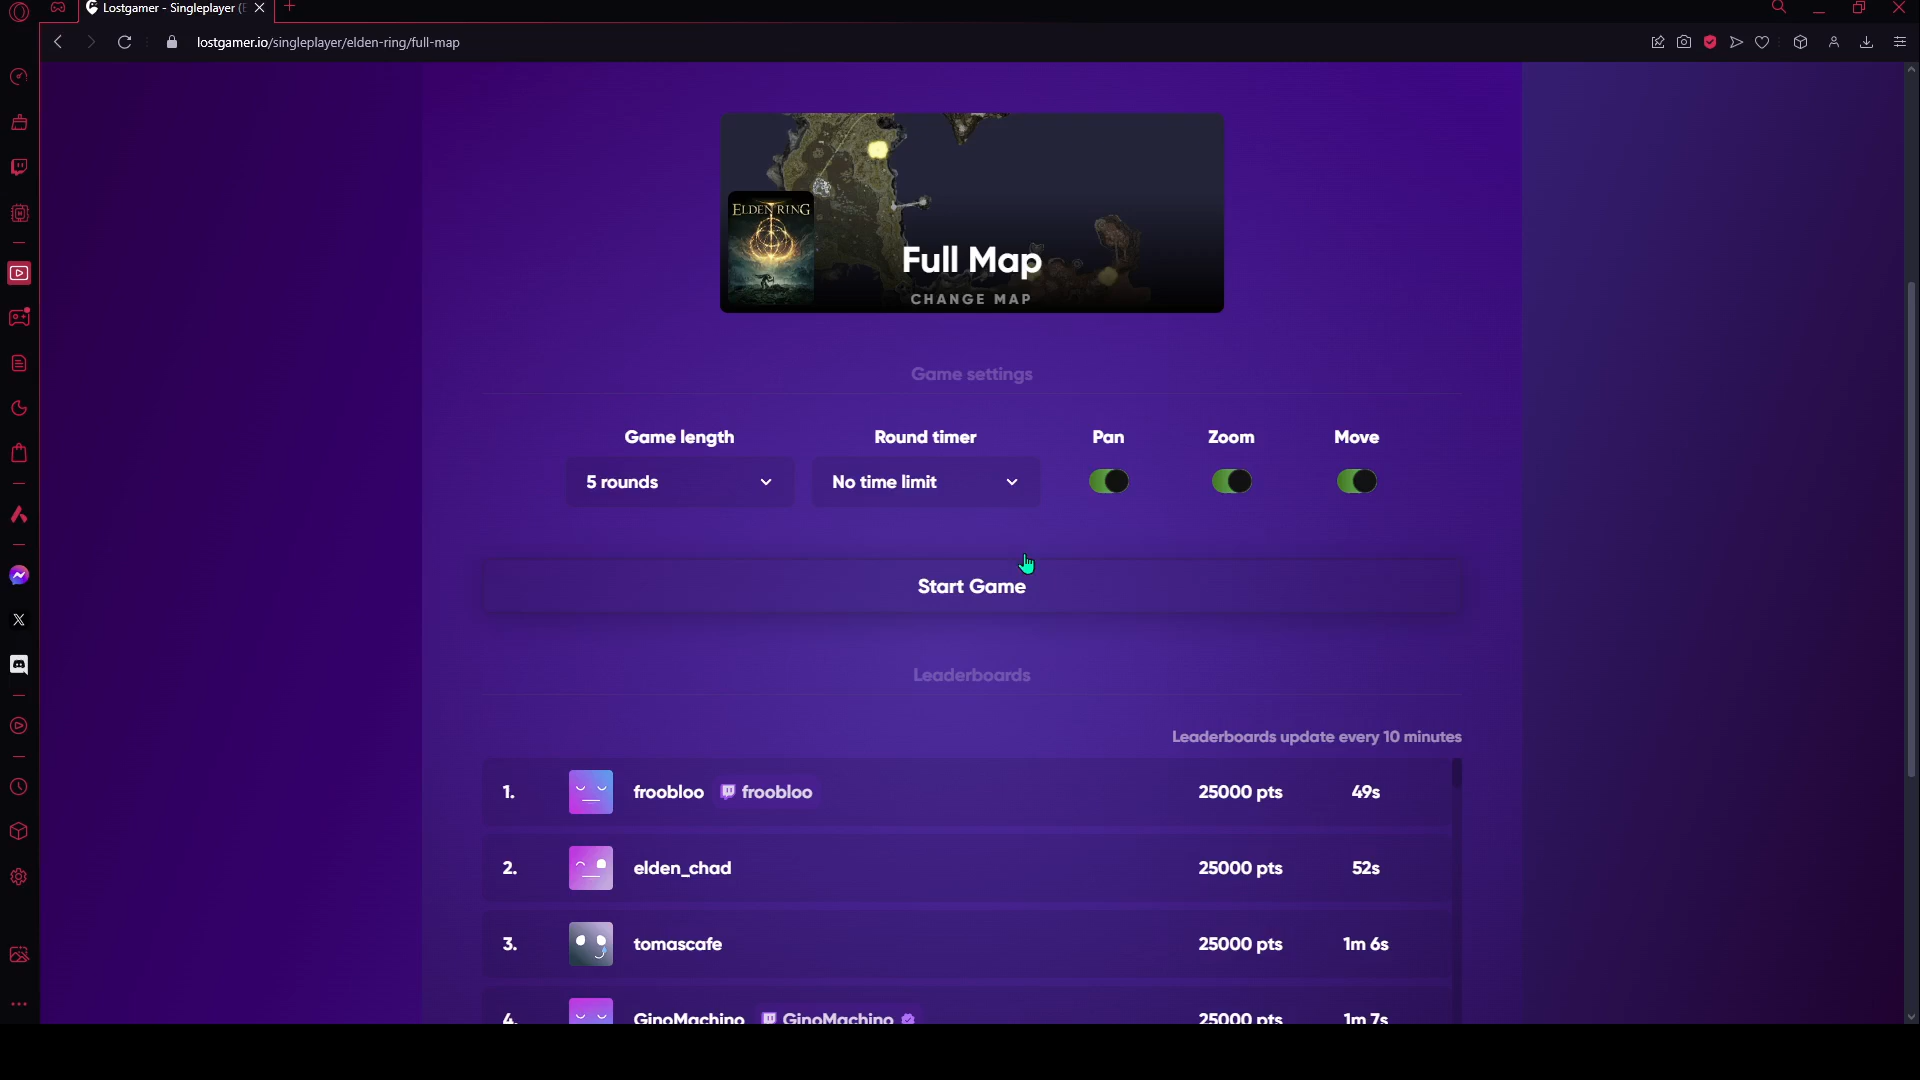 Lostgamer - Singleplayer (E
lostgamer.io/singleplayer/elden-ring/full-map
ELDEN RING
Full Map
CHANGE MAP
Game settings
Game length
Round timer
Pan
Zoom
Move
5 rounds
No time limit
Start Game
Leaderboards
Leaderboards update every 10 minutes
1. froobloo froobloo 25000 pts 49s
2. elden_chad 25000 pts 52s
3. tomascafe 25000 pts 1m 6s
4. GinoMachino GinoMachino 25000 pts 1m 7s